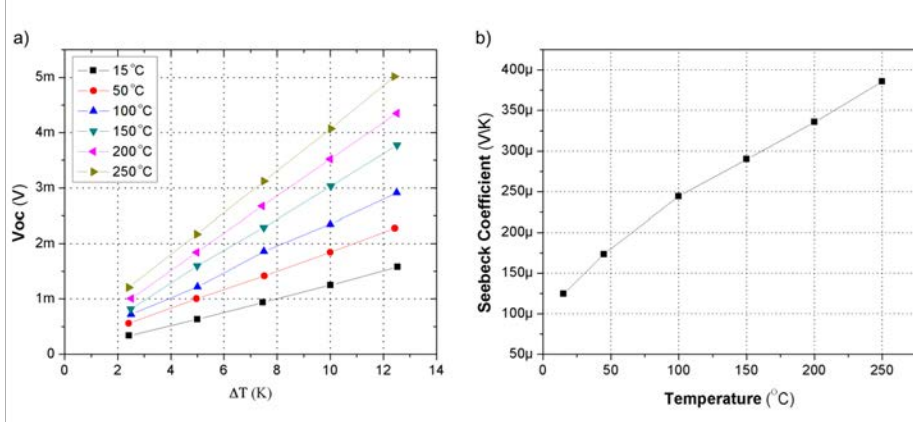 a)
5m
4m
3m
2m
1m
0
Voc (V)
15°C
50°C
100°C
150°C
200°C
250°C
0 2 4 6 8 10 12 14
ΔT (K)
b)
400µ
350µ
300µ
250µ
200µ
150µ
100µ
50µ
Seebeck Coefficient (V\K)
0 50 100 150 200 250
Temperature (°C)